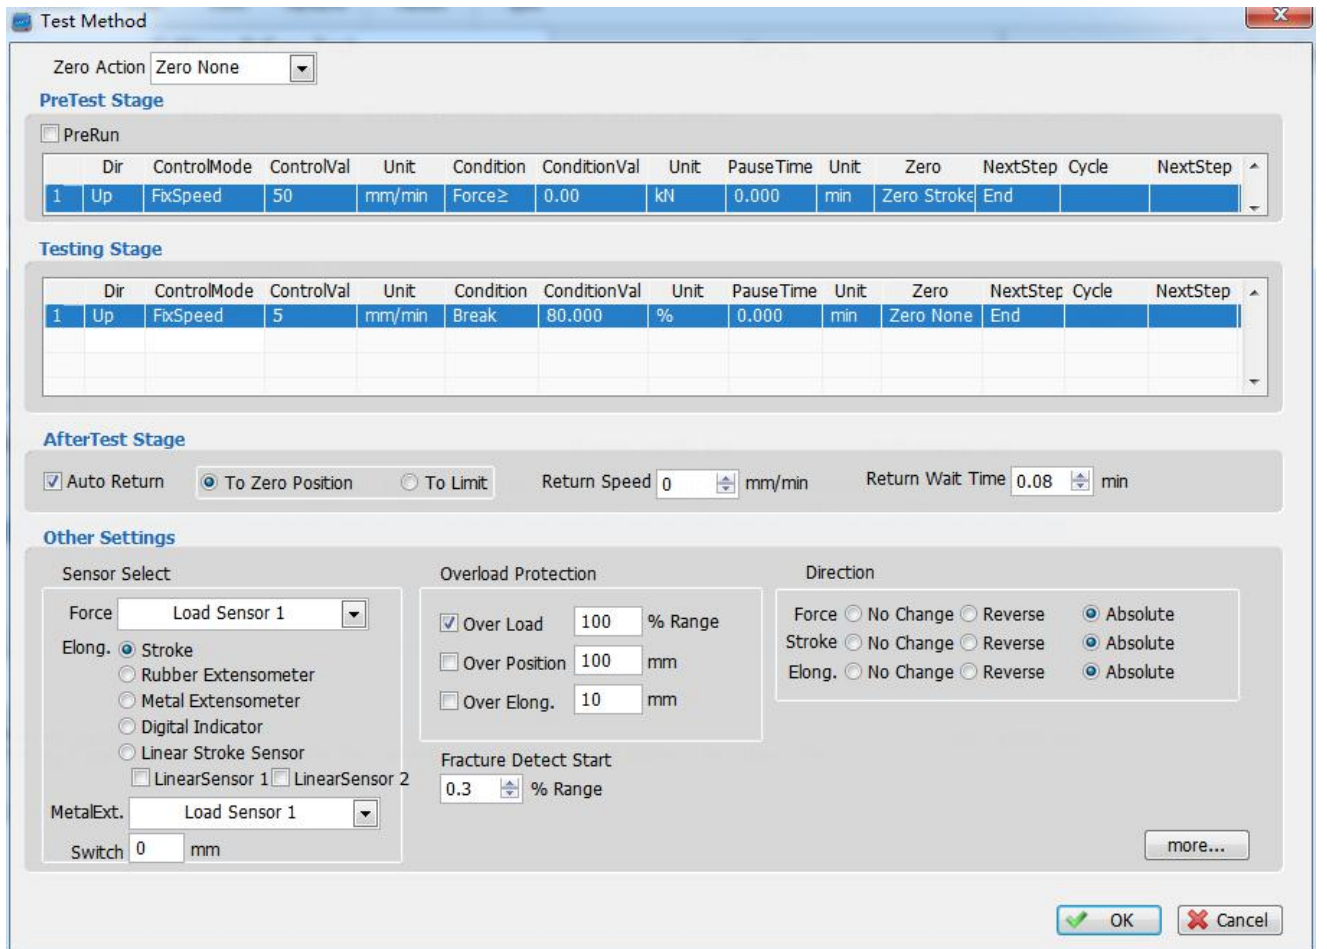 Test Method
Zero Action Zero None
PreTest Stage
PreRun
Dir ControlMode ControlVal Unit Condition ConditionVal Unit PauseTime Unit Zero NextStep Cycle NextStep
1 Up FixSpeed 50 mm/min Force≥ 0.00 kN 0.000 min Zero Stroke End
Testing Stage
Dir ControlMode ControlVal Unit Condition ConditionVal Unit PauseTime Unit Zero NextStep Cycle NextStep
1 Up FixSpeed 5 mm/min Break 80.000 % 0.000 min Zero None End
AfterTest Stage
Auto Return To Zero Position To Limit Return Speed 0 mm/min Return Wait Time 0.08 min
Other Settings
Sensor Select
Force Load Sensor 1
Elong. Stroke
Rubber Extensometer
Metal Extensometer
Digital Indicator
Linear Stroke Sensor
LinearSensor 1 LinearSensor 2
MetalExt. Load Sensor 1
Switch 0 mm
Overload Protection
Over Load 100 % Range
Over Position 100 mm
Over Elong. 10 mm
Fracture Detect Start
0.3 % Range
Direction
Force No Change Reverse Absolute
Stroke No Change Reverse Absolute
Elong. No Change Reverse Absolute
more...
OK Cancel